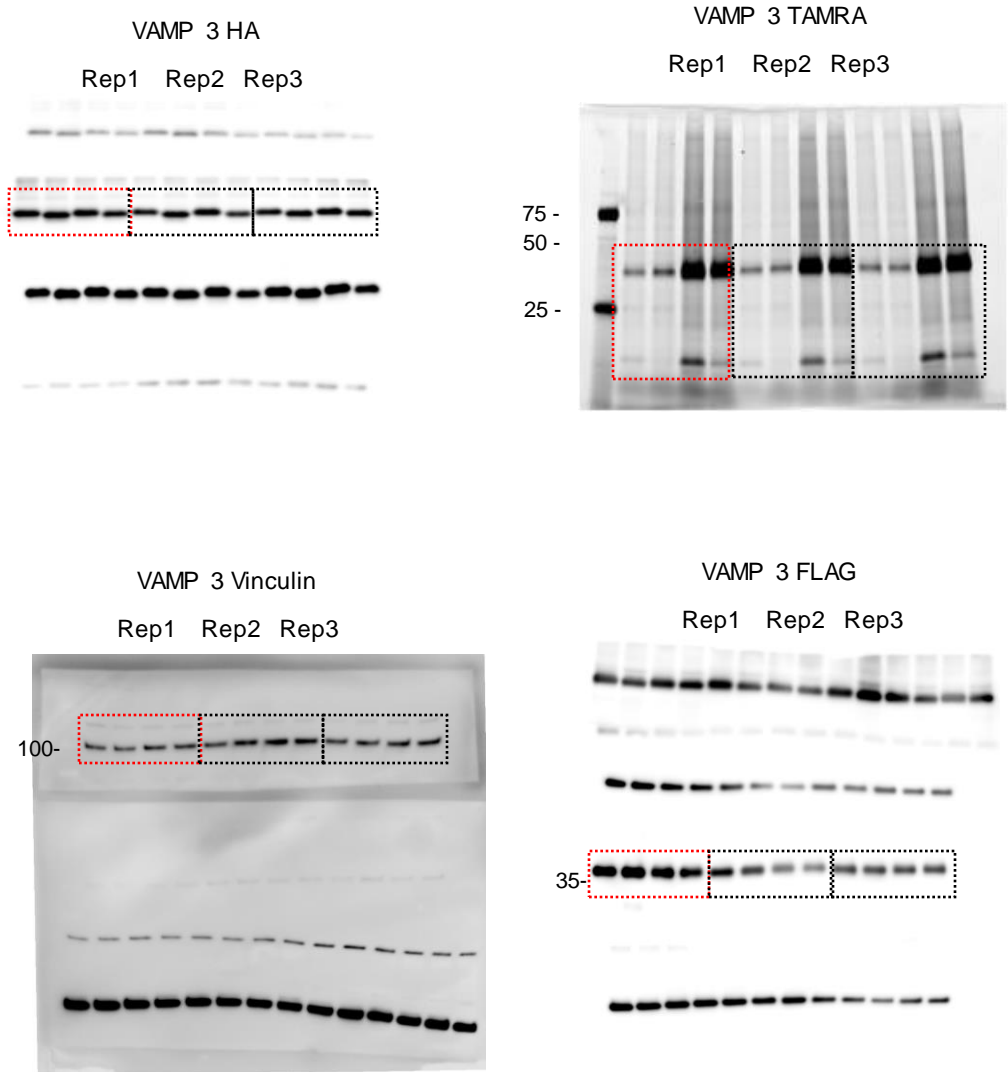 VAMP 3 HA
Rep1 Rep2 Rep3
VAMP 3 TAMRA
Rep1 Rep2 Rep3
75 -
50 -
25 -
VAMP 3 Vinculin
Rep1 Rep2 Rep3
100-
VAMP 3 FLAG
Rep1 Rep2 Rep3
35-